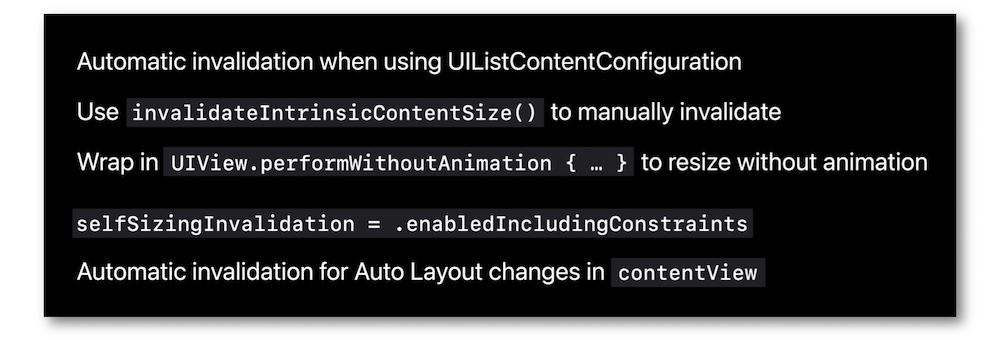 Automatic invalidation when using UIListContentConfiguration
Use invalidateIntrinsicContentSize() to manually invalidate
Wrap in UIView.performWithoutAnimation { … } to resize without animation
selfSizingInvalidation = .enabledIncludingConstraints
Automatic invalidation for Auto Layout changes in contentView